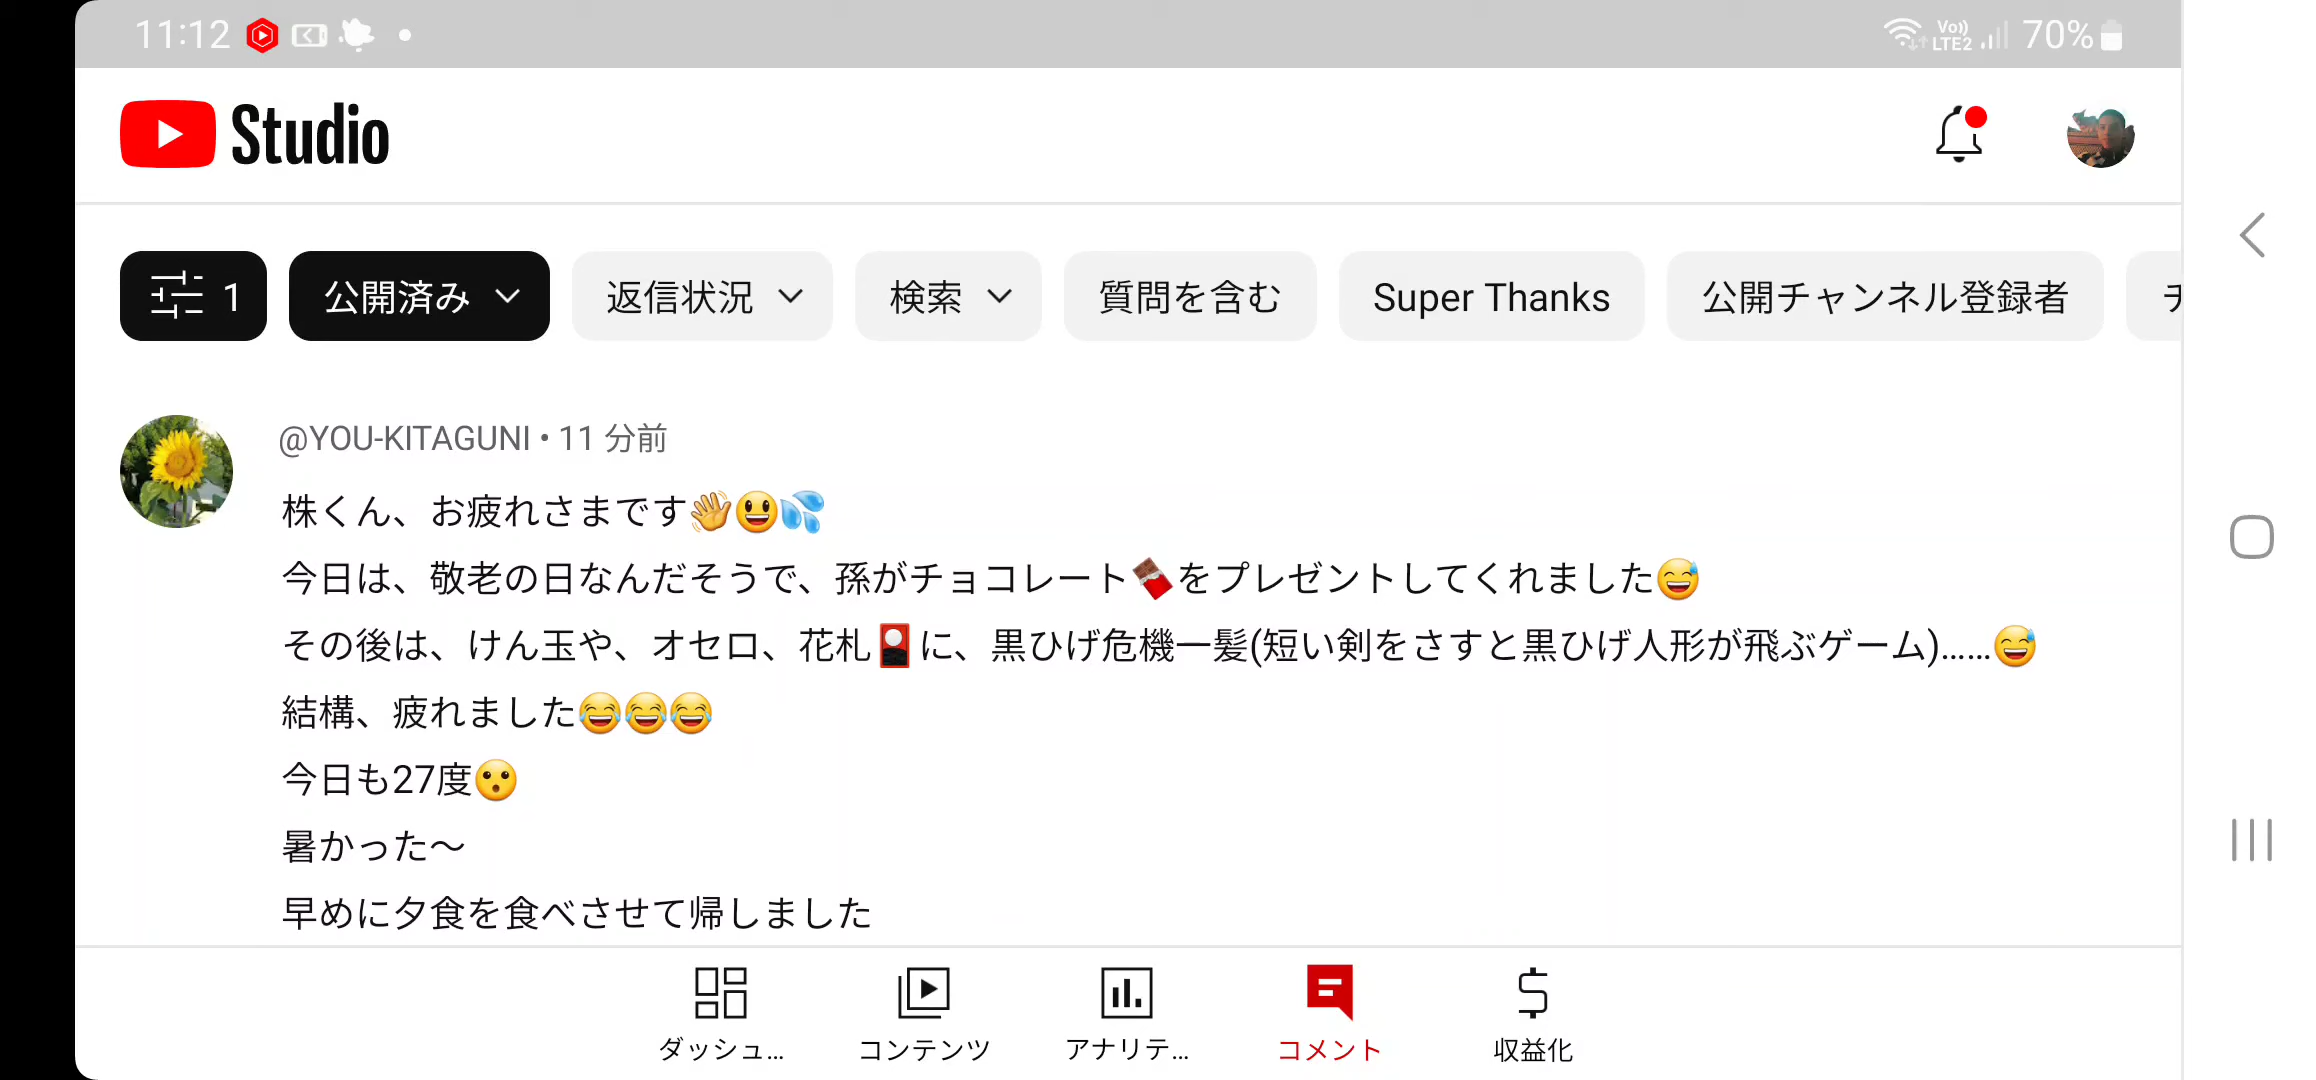 11:12
Vo)) LTE2 70%
Studio
1 公開済み 返信状況 検索 質問を含む Super Thanks 公開チャンネル登録者 チ
@YOU-KITAGUNI • 11 分前
株くん、お疲れさまです👋😃💦
今日は、敬老の日なんだそうで、孫がチョコレート🍫をプレゼントしてくれました😅
その後は、けん玉や、オセロ、花札🎴に、黒ひげ危機一髪(短い剣をさすと黒ひげ人形が飛ぶゲーム)......😅
結構、疲れました😂😂😂
今日も27度😯
暑かった〜
早めに夕食を食べさせて帰しました
ダッシュ... コンテンツ アナリテ... コメント 収益化